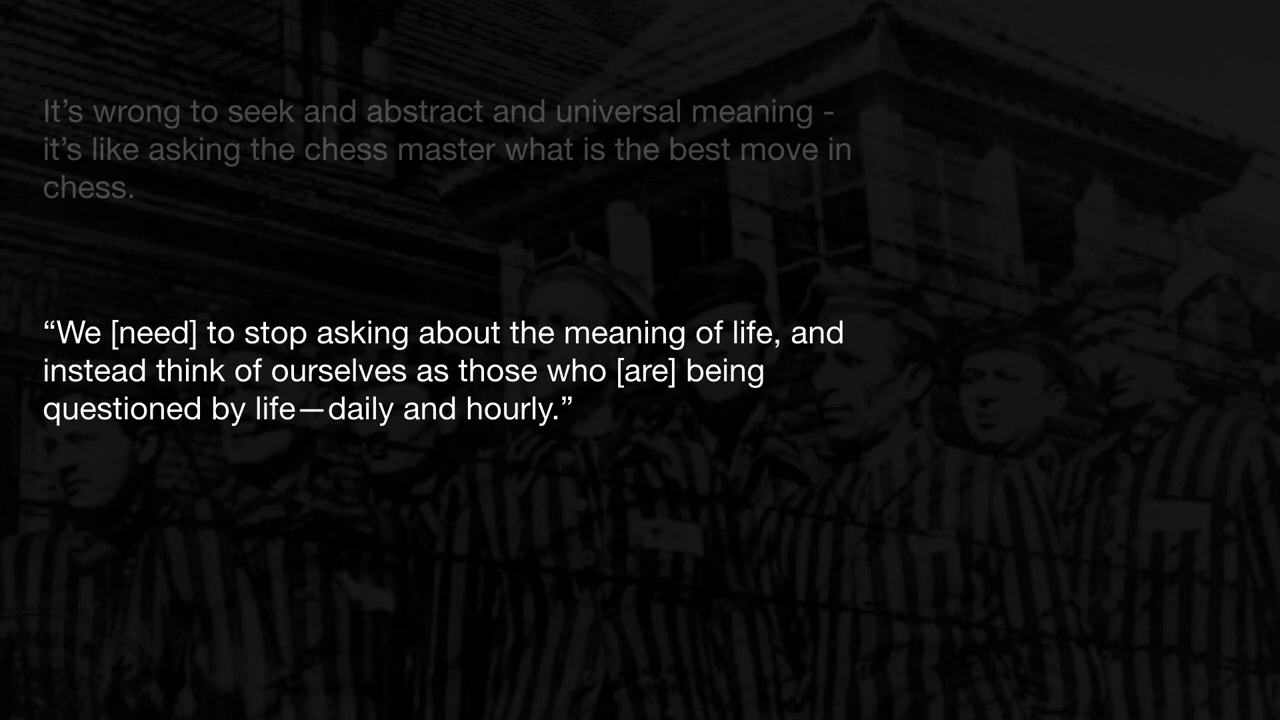 It’s wrong to seek and abstract and universal meaning -
it’s like asking the chess master what is the best move in
chess.
“We [need] to stop asking about the meaning of life, and
instead think of ourselves as those who [are] being
questioned by life—daily and hourly.”